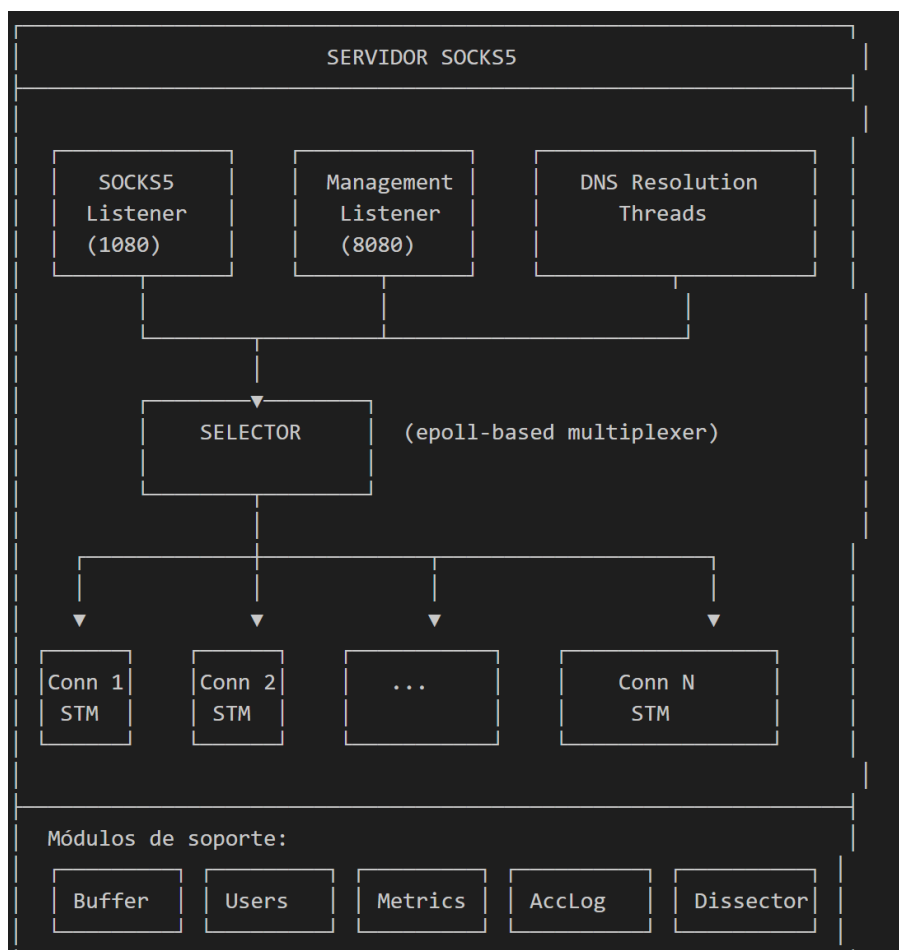 SERVIDOR SOCKS5
SOCKS5 Management DNS Resolution
Listener Listener Threads
(1080) (8080)
SELECTOR (epoll-based multiplexer)
Conn 1 Conn 2 ... Conn N
STM STM STM
Módulos de soporte:
Buffer Users Metrics AccLog Dissector